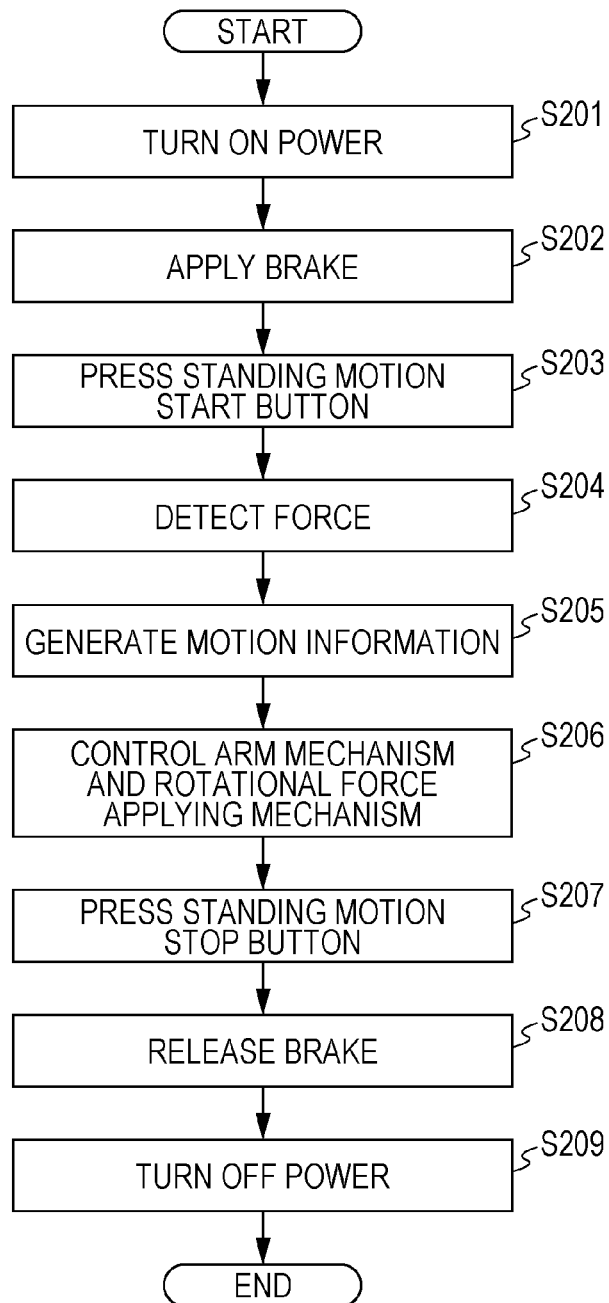 START
S201
TURN ON POWER
S202
APPLY BRAKE
S203
PRESS STANDING MOTION
START BUTTON
S204
DETECT FORCE
S205
GENERATE MOTION INFORMATION
S206
CONTROL ARM MECHANISM
AND ROTATIONAL FORCE
APPLYING MECHANISM
S207
PRESS STANDING MOTION
STOP BUTTON
S208
RELEASE BRAKE
S209
TURN OFF POWER
END